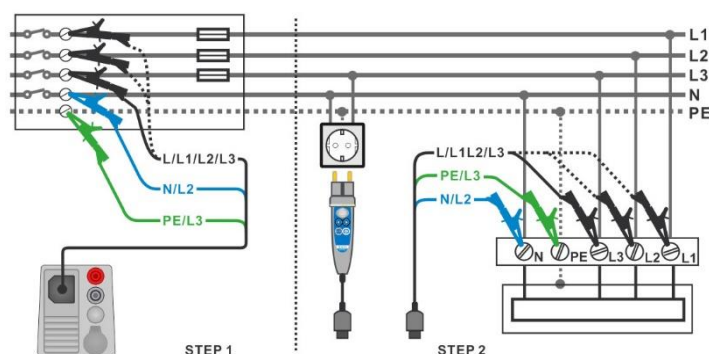 L1
L2
L3
N
PE
L/L1/L2/L3
N/L2
PE/L3
STEP 1
L/L1L2/L3
PE/L3
N/L2
N PE L3 L2 L1
STEP 2